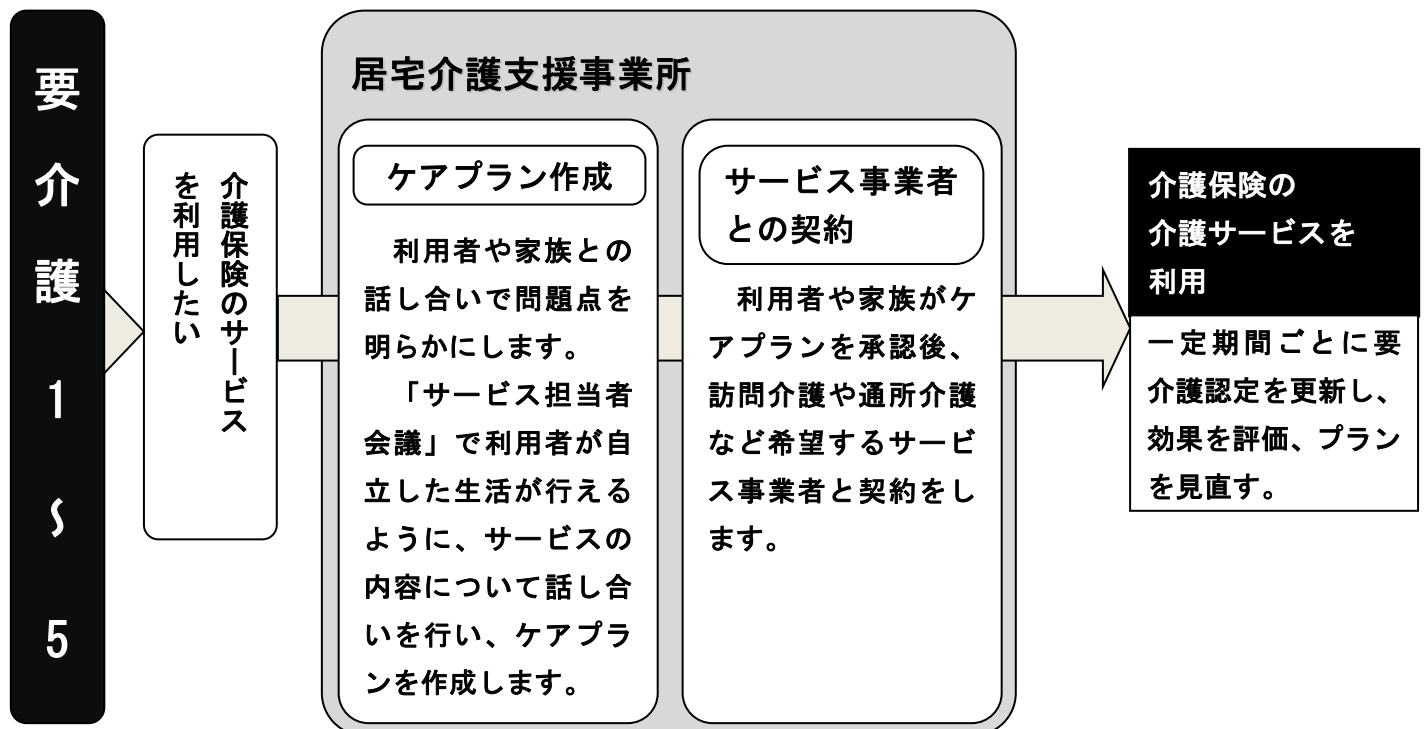 要介護1～5
介護保険のサービス
を利用したい
居宅介護支援事業所
ケアプラン作成
利用者や家族との
話し合いで問題点を
明らかにします。
「サービス担当者
会議」で利用者が自
立した生活が行える
ように、サービスの
内容について話し合
いを行い、ケアプラ
ンを作成します。
サービス事業者
との契約
利用者や家族がケ
アプランを承認後、
訪問介護や通所介護
など希望するサービ
ス事業者と契約をし
ます。
介護保険の
介護サービスを
利用
一定期間ごとに要
介護認定を更新し、
効果を評価、プラン
を見直す。